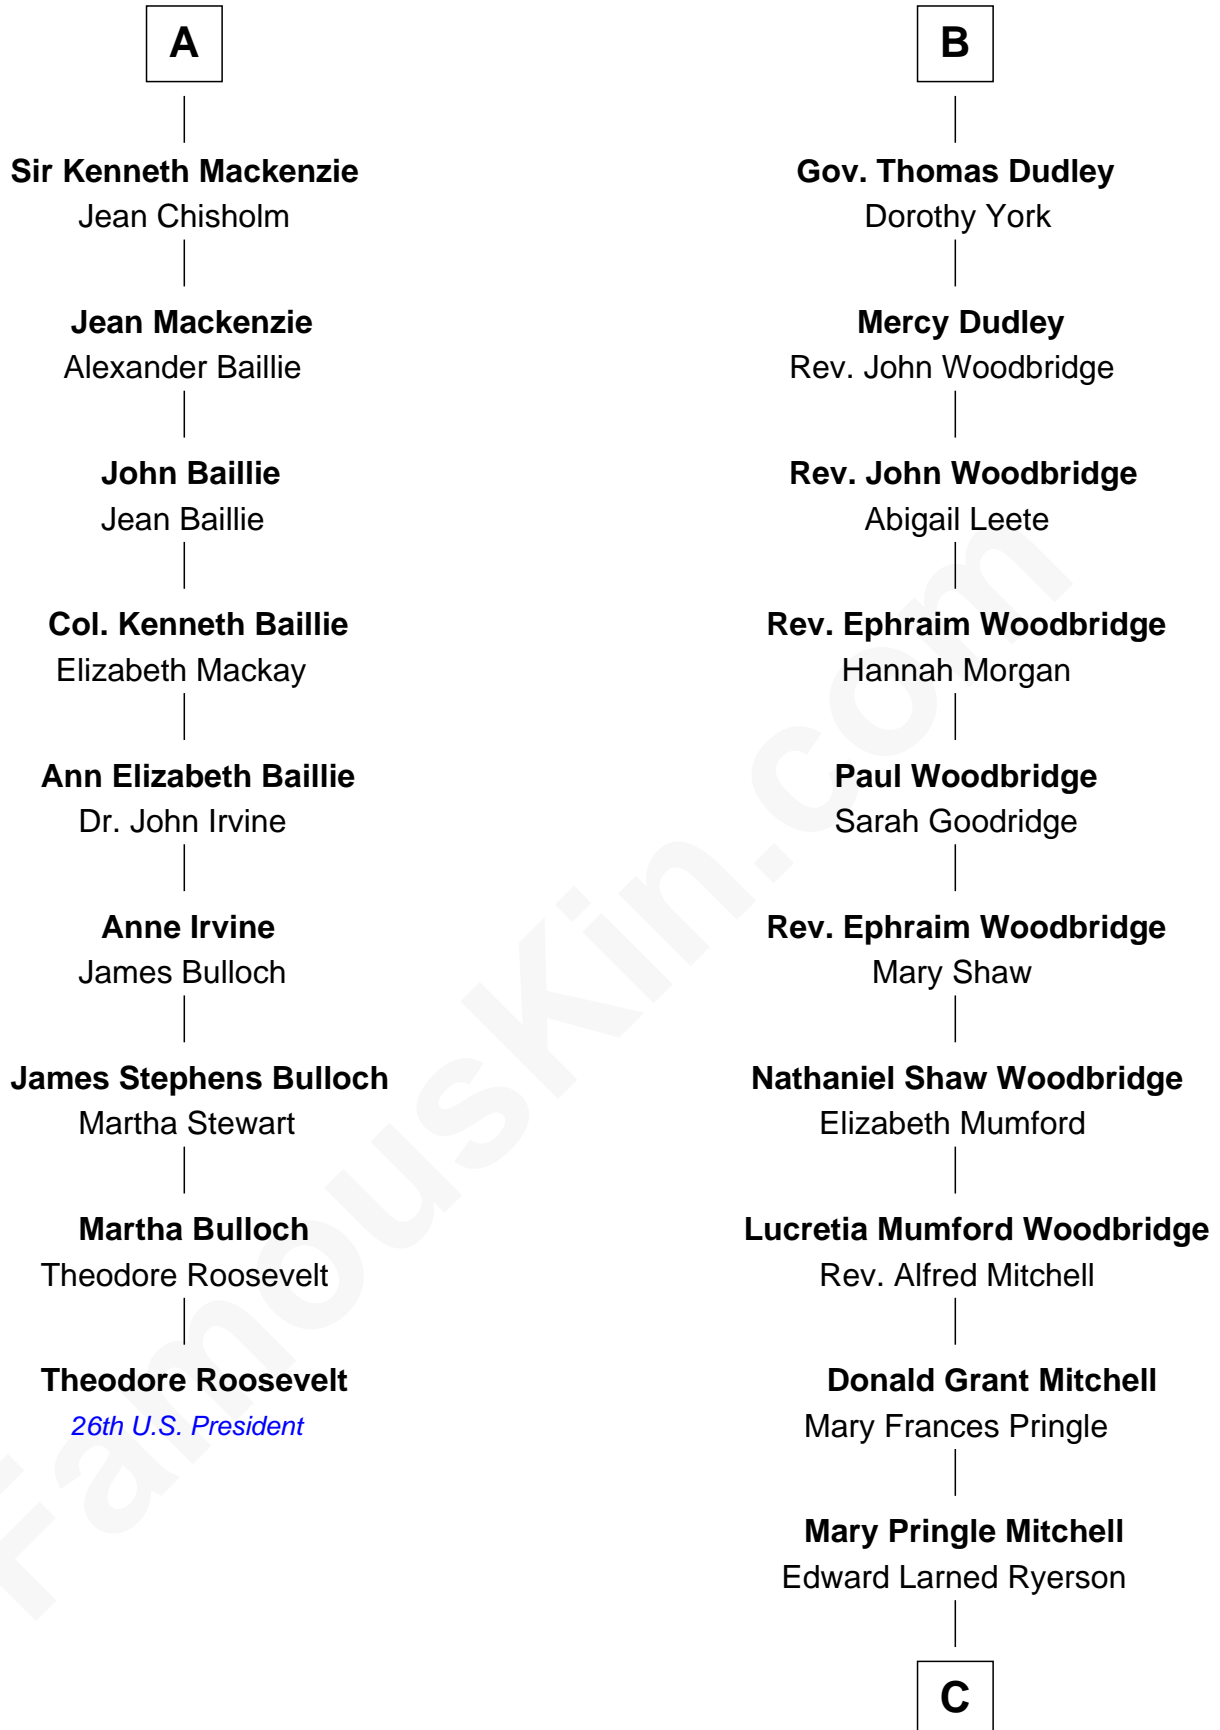 A
Sir Kenneth Mackenzie
Jean Chisholm
Jean Mackenzie
Alexander Baillie
John Baillie
Jean Baillie
Col. Kenneth Baillie
Elizabeth Mackay
Ann Elizabeth Baillie
Dr. John Irvine
Anne Irvine
James Bulloch
James Stephens Bulloch
Martha Stewart
Martha Bulloch
Theodore Roosevelt
Theodore Roosevelt
26th U.S. President
B
Gov. Thomas Dudley
Dorothy York
Mercy Dudley
Rev. John Woodbridge
Rev. John Woodbridge
Abigail Leete
Rev. Ephraim Woodbridge
Hannah Morgan
Paul Woodbridge
Sarah Goodridge
Rev. Ephraim Woodbridge
Mary Shaw
Nathaniel Shaw Woodbridge
Elizabeth Mumford
Lucretia Mumford Woodbridge
Rev. Alfred Mitchell
Donald Grant Mitchell
Mary Frances Pringle
Mary Pringle Mitchell
Edward Larned Ryerson
C
FamousKin.com